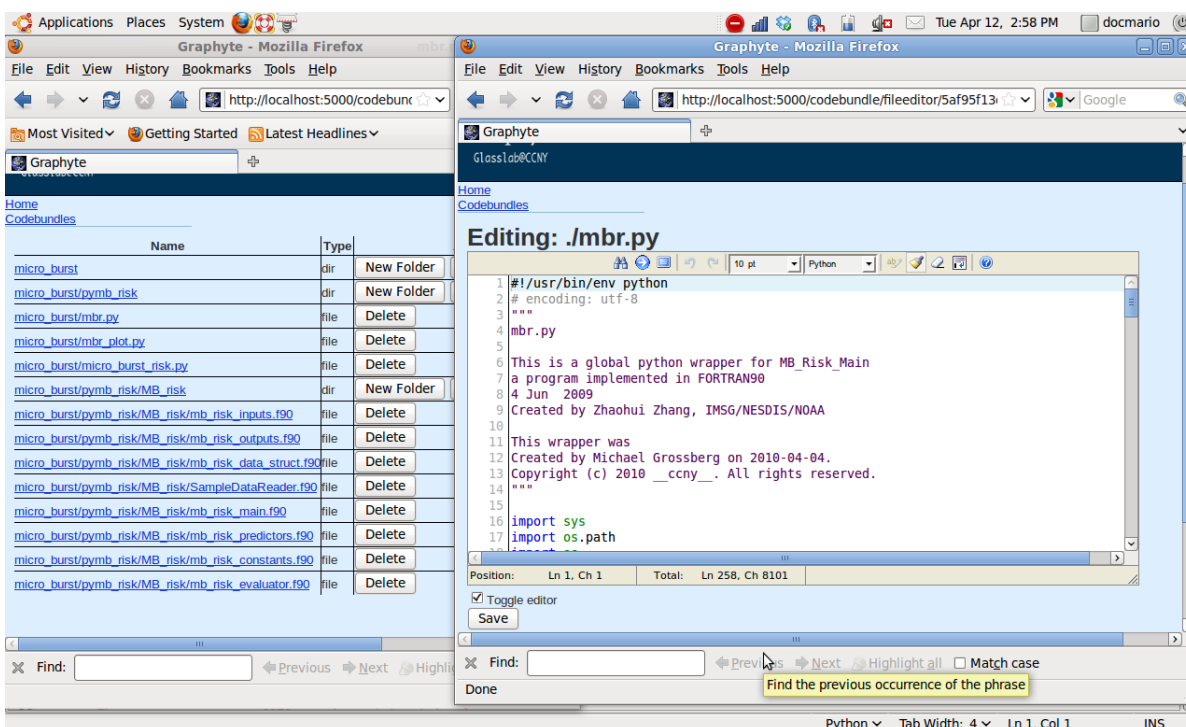 Applications Places System
Tue Apr 12, 2:58 PM docmario
Graphyte - Mozilla Firefox
File Edit View History Bookmarks Tools Help
http://localhost:5000/codebund
Most Visited Getting Started Latest Headlines
Graphyte
Glasslab@CCNY
Home
Codebundles
Name Type
micro_burst dir New Folder
micro_burst/pymb_risk dir New Folder
micro_burst/mbr.py file Delete
micro_burst/mbr_plot.py file Delete
micro_burst/micro_burst_risk.py file Delete
micro_burst/pymb_risk/MB_risk dir New Folder
micro_burst/pymb_risk/MB_risk/mb_risk_inputs.f90 file Delete
micro_burst/pymb_risk/MB_risk/mb_risk_outputs.f90 file Delete
micro_burst/pymb_risk/MB_risk/mb_risk_data_struct.f90 file Delete
micro_burst/pymb_risk/MB_risk/SampleDataReader.f90 file Delete
micro_burst/pymb_risk/MB_risk/mb_risk_main.f90 file Delete
micro_burst/pymb_risk/MB_risk/mb_risk_predictors.f90 file Delete
micro_burst/pymb_risk/MB_risk/mb_risk_constants.f90 file Delete
micro_burst/pymb_risk/MB_risk/mb_risk_evaluator.f90 file Delete
Find: Previous Next Highlig
Graphyte - Mozilla Firefox
File Edit View History Bookmarks Tools Help
http://localhost:5000/codebundle/fileeditor/5af95f13 Google
Graphyte
Glasslab@CCNY
Home
Codebundles
Editing: ./mbr.py
10 pt Python
1 #!/usr/bin/env python
2 # encoding: utf-8
3 """
4 mbr.py
5
6 This is a global python wrapper for MB_Risk_Main
7 a program implemented in FORTRAN90
8 4 Jun 2009
9 Created by Zhaohui Zhang, IMSG/NESDIS/NOAA
10
11 This wrapper was
12 Created by Michael Grossberg on 2010-04-04.
13 Copyright (c) 2010 __ccny__. All rights reserved.
14 """
15
16 import sys
17 import os.path
Position: Ln 1, Ch 1 Total: Ln 258, Ch 8101
Toggle editor
Save
Find: Previous Next Highlight all Match case
Find the previous occurrence of the phrase
Done
Python Tab Width: 4 Ln 1, Col 1 INS